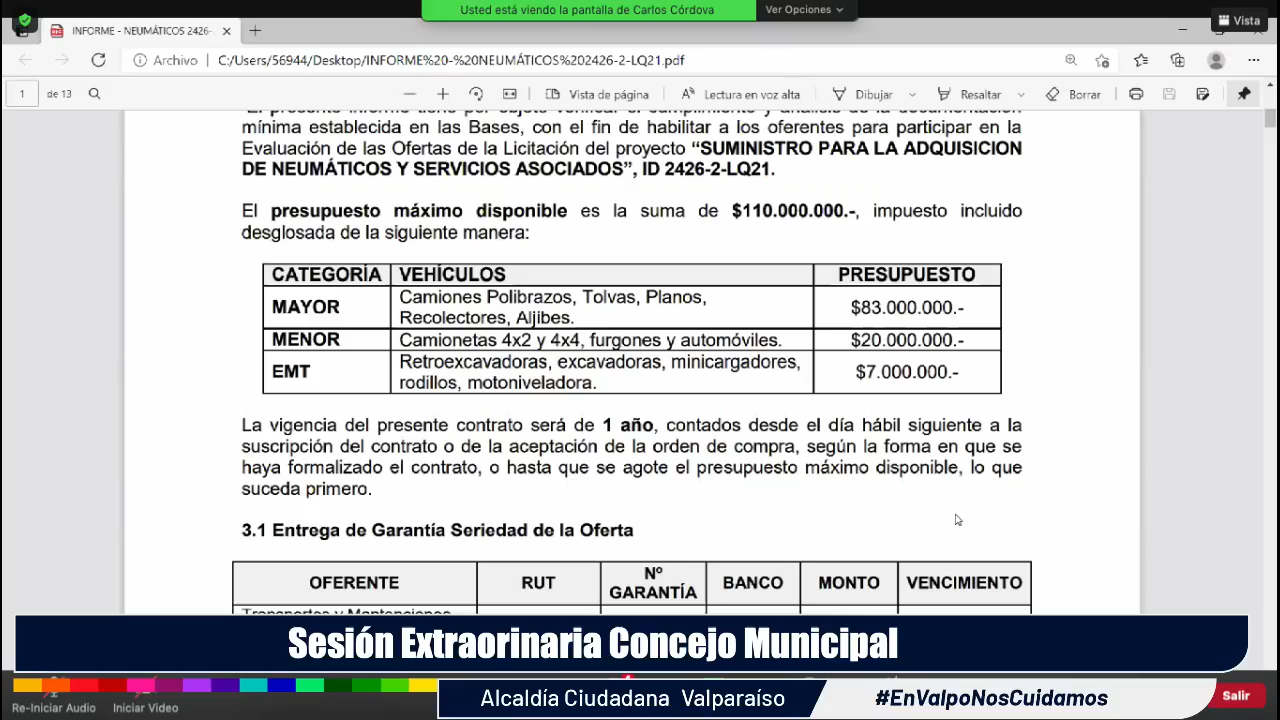 Usted está viendo la pantalla de Carlos Córdova
Ver Opciones
Vista
INFORME - NEUMÁTICOS 2426-
Archivo
C:/Users/56944/Desktop/INFORME%20-%20NEUMÁTICOS%202426-2-LQ21.pdf
1 de 13
Vista de página
Lectura en voz alta
Dibujar
Resaltar
Borrar
El presente informe
mínima establecida en las Bases, con el fin de habilitar a los oferentes para participar en la
Evaluación de las Ofertas de la Licitación del proyecto “SUMINISTRO PARA LA ADQUISICION
DE NEUMÁTICOS Y SERVICIOS ASOCIADOS”, ID 2426-2-LQ21.
El presupuesto máximo disponible es la suma de $110.000.000.-, impuesto incluido
desglosada de la siguiente manera:
CATEGORÍA VEHÍCULOS PRESUPUESTO
MAYOR Camiones Polibrazos, Tolvas, Planos,
Recolectores, Aljibes. $83.000.000.-
MENOR Camionetas 4x2 y 4x4, furgones y automóviles. $20.000.000.-
EMT Retroexcavadoras, excavadoras, minicargadores,
rodillos, motoniveladora. $7.000.000.-
La vigencia del presente contrato será de 1 año, contados desde el día hábil siguiente a la
suscripción del contrato o de la aceptación de la orden de compra, según la forma en que se
haya formalizado el contrato, o hasta que se agote el presupuesto máximo disponible, lo que
suceda primero.
3.1 Entrega de Garantía Seriedad de la Oferta
OFERENTE RUT Nº GARANTÍA BANCO MONTO VENCIMIENTO
Transportes y Mantenciones
Sesión Extraorinaria Concejo Municipal
Alcaldía Ciudadana Valparaíso
#EnValpoNosCuidamos
Re-Iniciar Audio
Iniciar Video
Salir